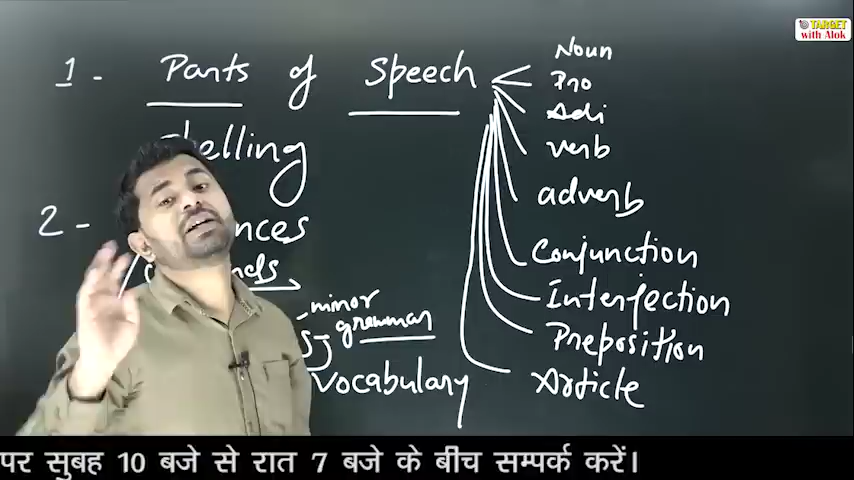 TARGET
with Alok
1 - Parts of Speech
Noun
Pro
Adj
verb
adverb
Conjunction
Interjection
Preposition
Article
2 -
minor
grammar
vocabulary
पर सुबह 10 बजे से रात 7 बजे के बीच सम्पर्क करें।